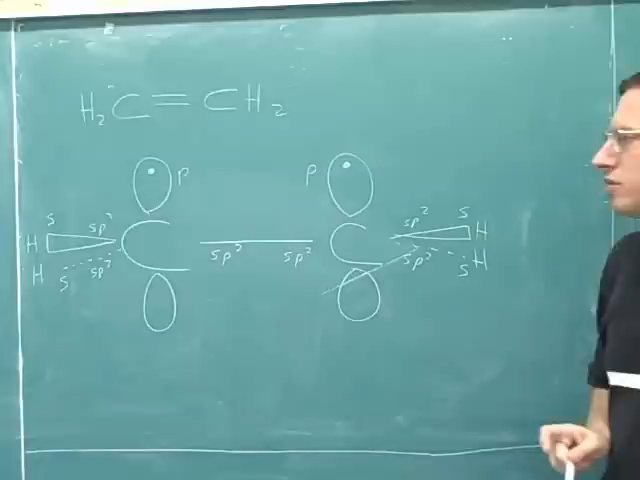 H₂C=CH₂
p p
s sp² sp² s
H C C H
H s sp² sp² sp² sp² s H